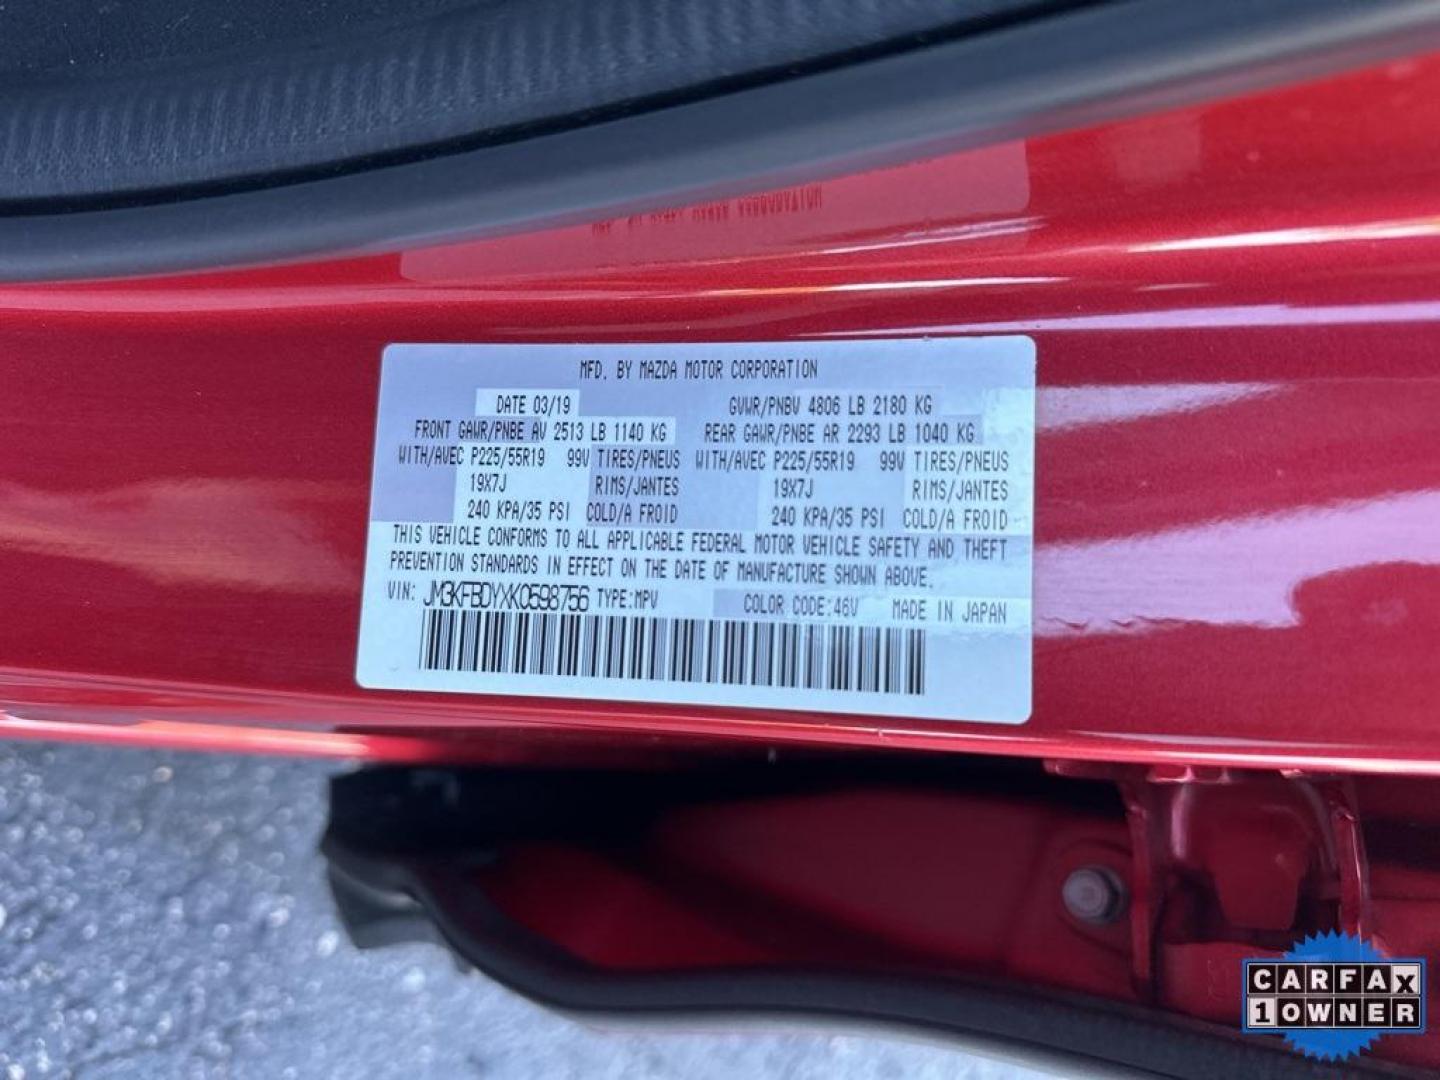 MFD. BY MAZDA MOTOR CORPORATION
DATE 03/19 GVWR/PNBV 4806 LB 2180 KG
FRONT GAWR/PNBE AV 2513 LB 1140 KG REAR GAWR/PNBE AR 2293 LB 1040 KG
WITH/AVEC P225/55R19 99V TIRES/PNEUS WITH/AVEC P225/55R19 99V TIRES/PNEUS
19X7J RIMS/JANTES 19X7J RIMS/JANTES
240 KPA/35 PSI COLD/A FROID 240 KPA/35 PSI COLD/A FROID
THIS VEHICLE CONFORMS TO ALL APPLICABLE FEDERAL MOTOR VEHICLE SAFETY AND THEFT
PREVENTION STANDARDS IN EFFECT ON THE DATE OF MANUFACTURE SHOWN ABOVE.
VIN: JM3KFBDYXK0598756 TYPE:MPV COLOR CODE:46V MADE IN JAPAN
CARFAX
1 OWNER